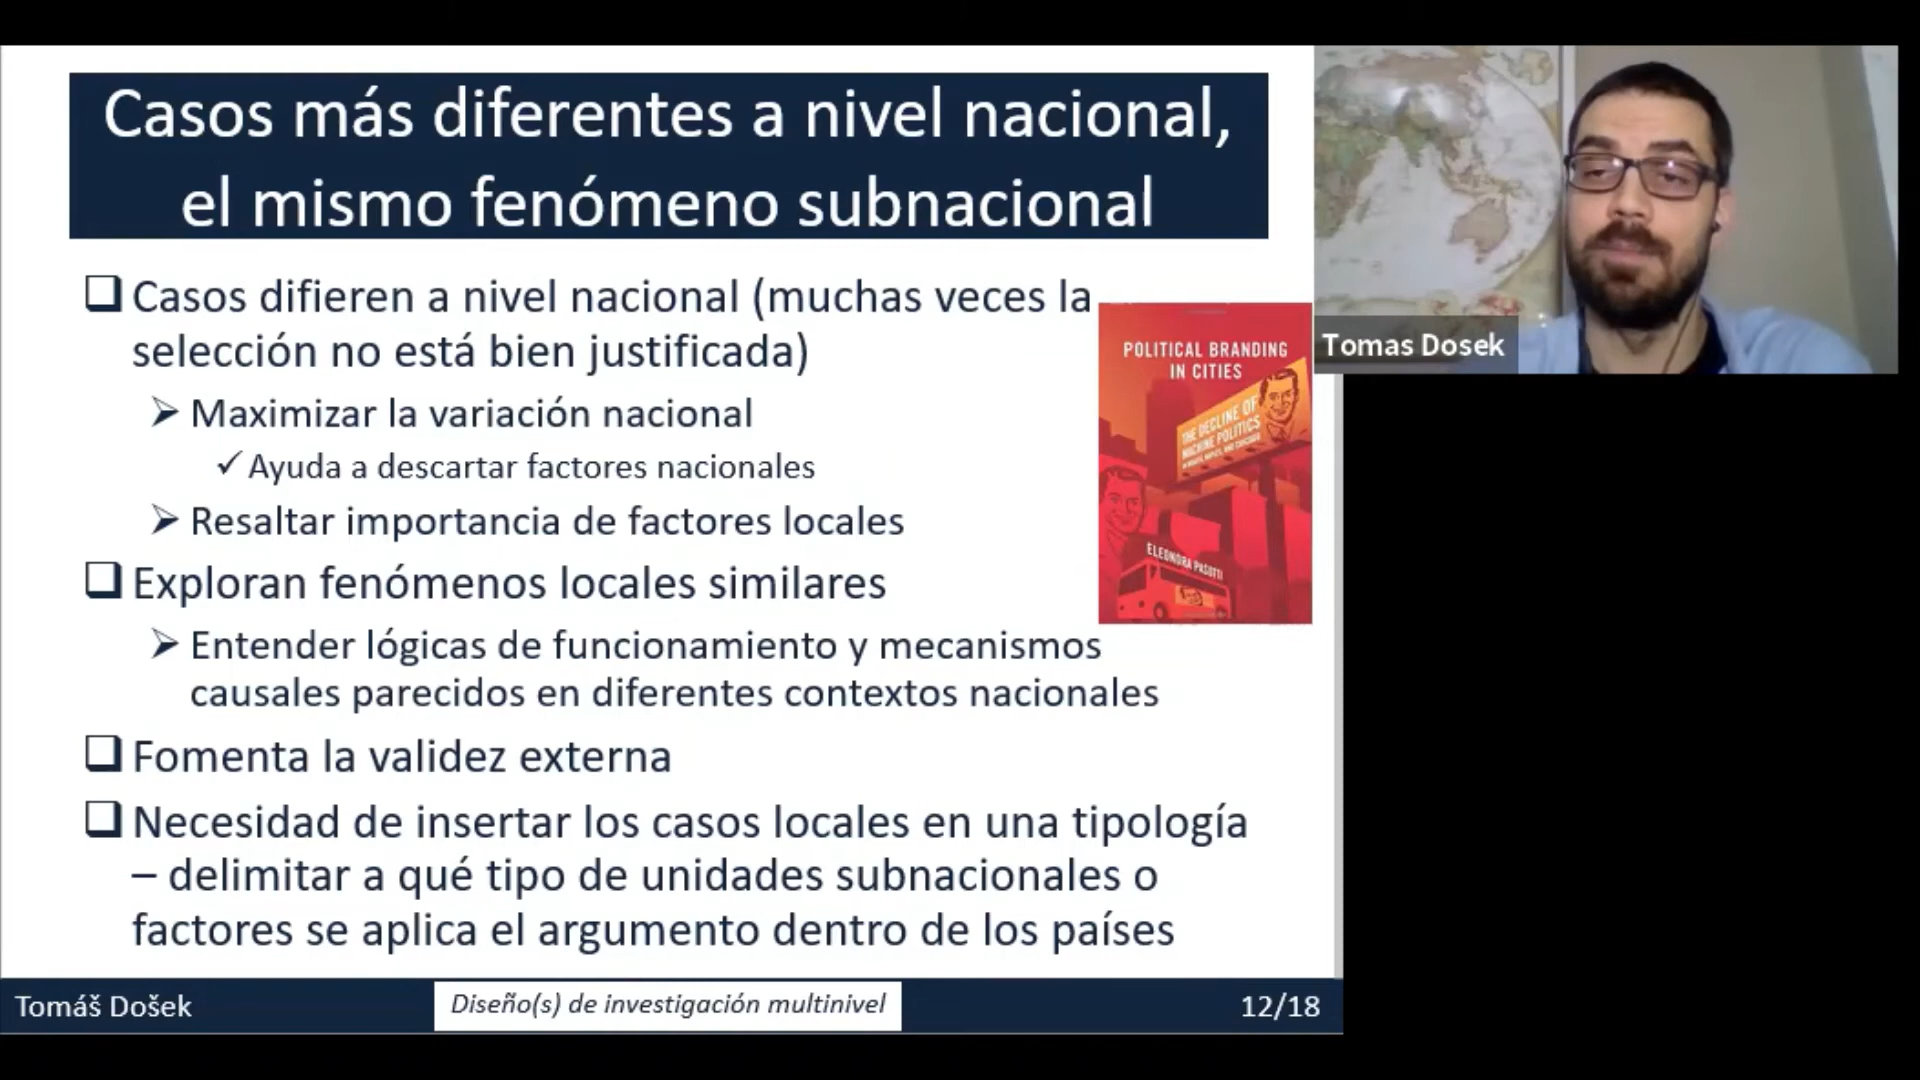 Casos más diferentes a nivel nacional,
el mismo fenómeno subnacional
Casos difieren a nivel nacional (muchas veces la
selección no está bien justificada)
Maximizar la variación nacional
Ayuda a descartar factores nacionales
Resaltar importancia de factores locales
Exploran fenómenos locales similares
Entender lógicas de funcionamiento y mecanismos
causales parecidos en diferentes contextos nacionales
Fomenta la validez externa
Necesidad de insertar los casos locales en una tipología
– delimitar a qué tipo de unidades subnacionales o
factores se aplica el argumento dentro de los países
POLITICAL BRANDING
IN CITIES
THE DECLINE OF
MACHINE POLITICS
ELEONORA PASOTTI
Tomas Dosek
Tomáš Došek
Diseño(s) de investigación multinivel
12/18